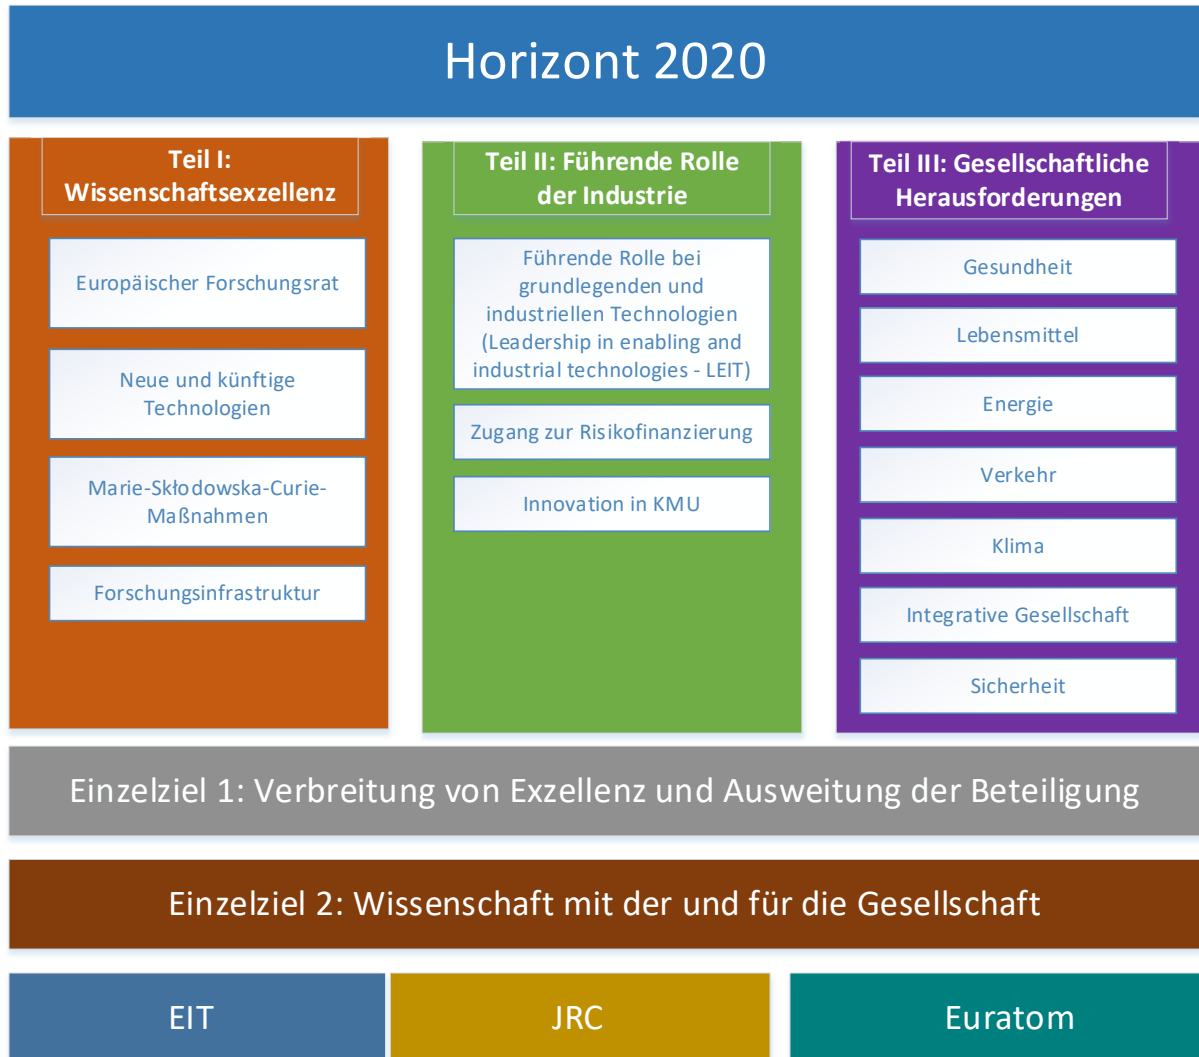 Horizont 2020
Teil I:
Wissenschaftsexzellenz
Europäischer Forschungsrat
Neue und künftige
Technologien
Marie-Skłodowska-Curie-
Maßnahmen
Forschungsinfrastruktur
Teil II: Führende Rolle
der Industrie
Führende Rolle bei
grundlegenden und
industriellen Technologien
(Leadership in enabling and
industrial technologies - LEIT)
Zugang zur Risikofinanzierung
Innovation in KMU
Teil III: Gesellschaftliche
Herausforderungen
Gesundheit
Lebensmittel
Energie
Verkehr
Klima
Integrative Gesellschaft
Sicherheit
Einzelziel 1: Verbreitung von Exzellenz und Ausweitung der Beteiligung
Einzelziel 2: Wissenschaft mit der und für die Gesellschaft
EIT
JRC
Euratom